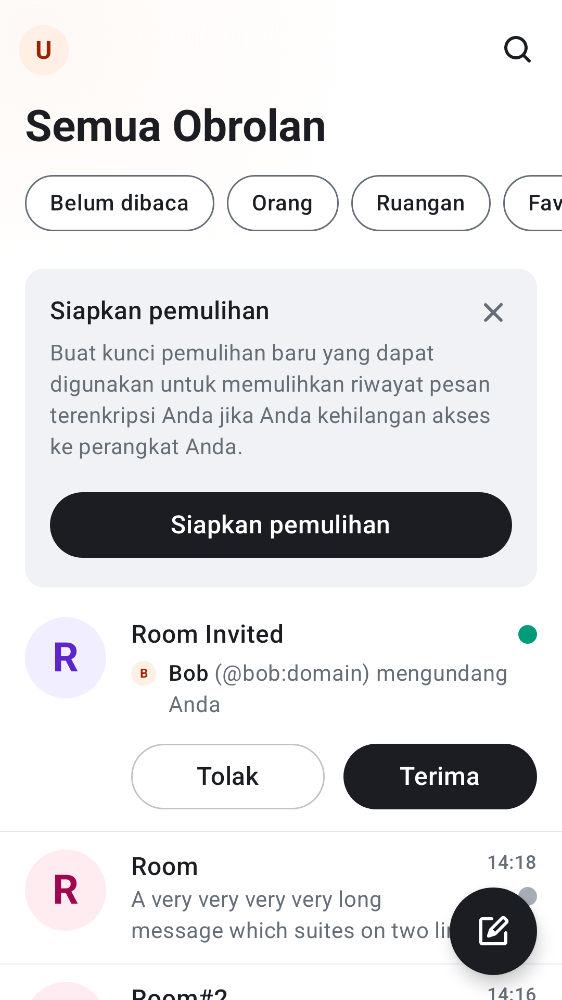 U
Semua Obrolan
Belum dibaca
Orang
Ruangan
Fav
Siapkan pemulihan
Buat kunci pemulihan baru yang dapat
digunakan untuk memulihkan riwayat pesan
terenkripsi Anda jika Anda kehilangan akses
ke perangkat Anda.
Siapkan pemulihan
R
Room Invited
B Bob (@bob:domain) mengundang
Anda
Tolak
Terima
R
Room
14:18
A very very very very long
message which suites on two
Room#2
14:16